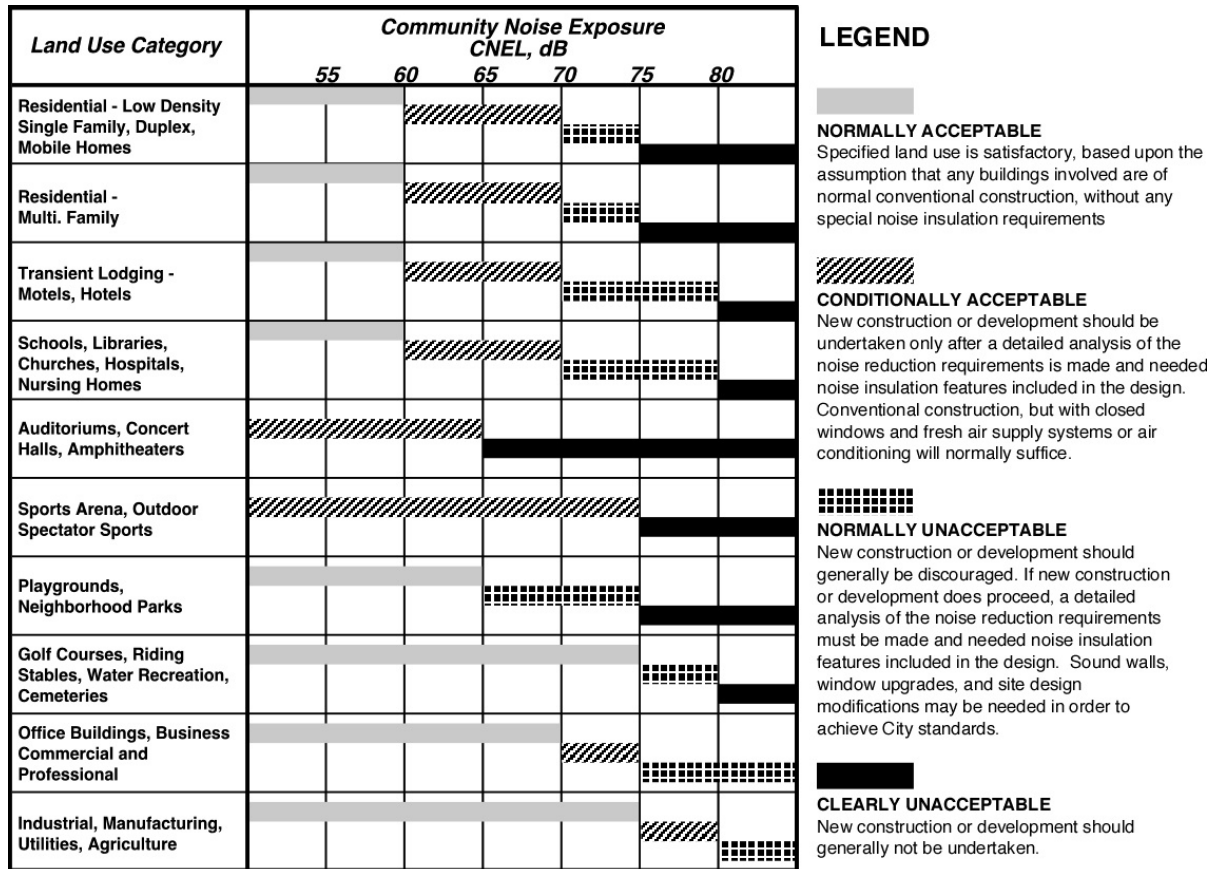 Land Use Category
Community Noise Exposure
CNEL, dB
55 60 65 70 75 80
Residential - Low Density
Single Family, Duplex,
Mobile Homes
Residential -
Multi. Family
Transient Lodging -
Motels, Hotels
Schools, Libraries,
Churches, Hospitals,
Nursing Homes
Auditoriums, Concert
Halls, Amphitheaters
Sports Arena, Outdoor
Spectator Sports
Playgrounds,
Neighborhood Parks
Golf Courses, Riding
Stables, Water Recreation,
Cemeteries
Office Buildings, Business
Commercial and
Professional
Industrial, Manufacturing,
Utilities, Agriculture
LEGEND
NORMALLY ACCEPTABLE
Specified land use is satisfactory, based upon the
assumption that any buildings involved are of
normal conventional construction, without any
special noise insulation requirements
CONDITIONALLY ACCEPTABLE
New construction or development should be
undertaken only after a detailed analysis of the
noise reduction requirements is made and needed
noise insulation features included in the design.
Conventional construction, but with closed
windows and fresh air supply systems or air
conditioning will normally suffice.
NORMALLY UNACCEPTABLE
New construction or development should
generally be discouraged. If new construction
or development does proceed, a detailed
analysis of the noise reduction requirements
must be made and needed noise insulation
features included in the design.  Sound walls,
window upgrades, and site design
modifications may be needed in order to
achieve City standards.
CLEARLY UNACCEPTABLE
New construction or development should
generally not be undertaken.